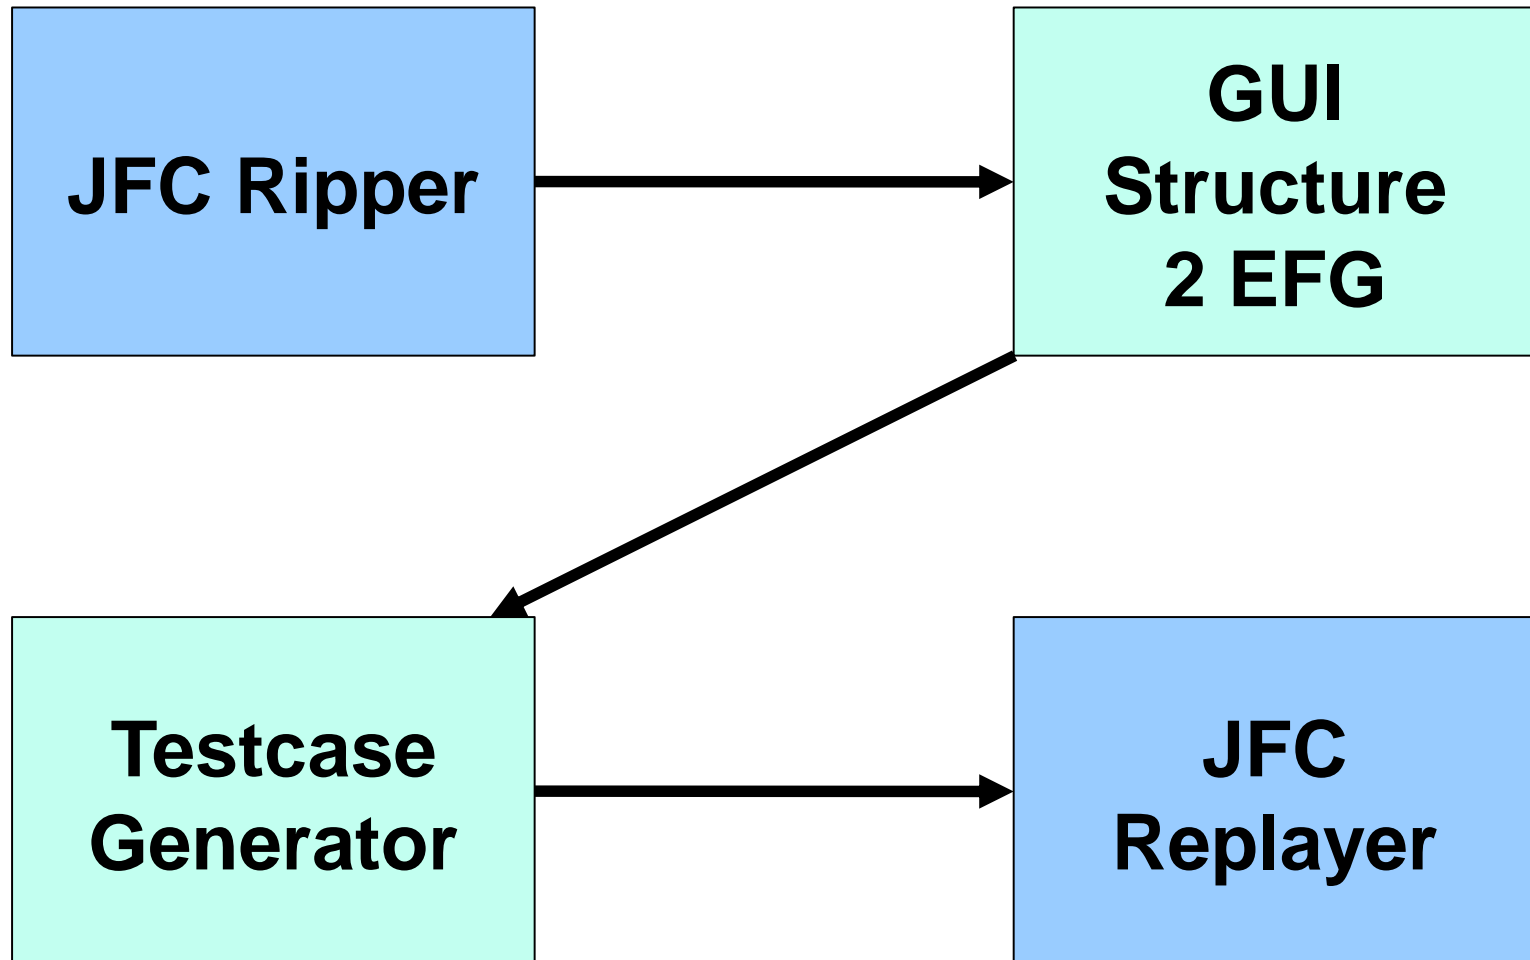 JFC Ripper
GUI
Structure
2 EFG
Testcase
Generator
JFC
Replayer